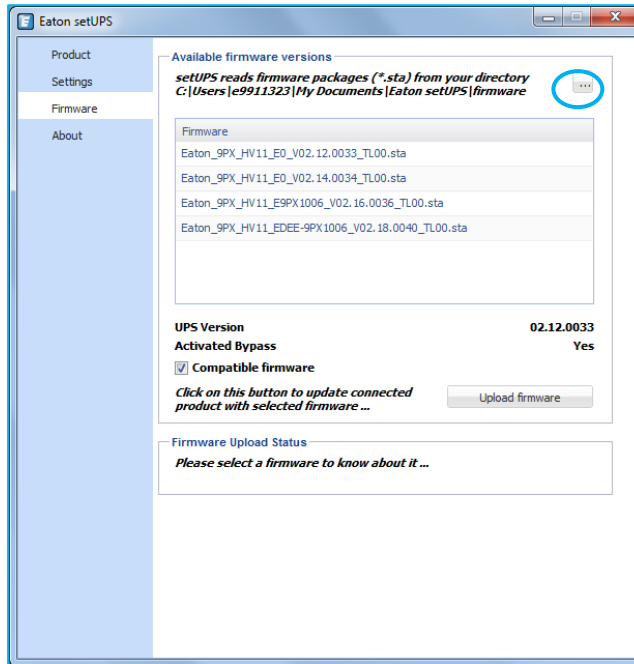 Eaton setUPS
Product
Settings
Firmware
About
Available firmware versions
setUPS reads firmware packages (*.sta) from your directory
C:|Users|e9911323|My Documents|Eaton setUPS|firmware
...
Firmware
Eaton_9PX_HV11_E0_V02.12.0033_TL00.sta
Eaton_9PX_HV11_E0_V02.14.0034_TL00.sta
Eaton_9PX_HV11_E9PX1006_V02.16.0036_TL00.sta
Eaton_9PX_HV11_EDEE-9PX1006_V02.18.0040_TL00.sta
UPS Version 02.12.0033
Activated Bypass Yes
Compatible firmware
Click on this button to update connected
product with selected firmware ...
Upload firmware
Firmware Upload Status
Please select a firmware to know about it ...